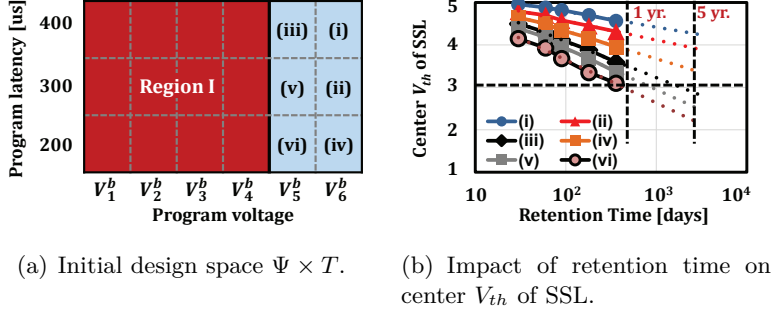 Program latency [us]
400
300
200
Region I
(iii) (i)
(v) (ii)
(vi) (iv)
V₁ᵇ V₂ᵇ V₃ᵇ V₄ᵇ V₅ᵇ V₆ᵇ
Program voltage
(a) Initial design space Ψ × T.
Center Vth of SSL
5
4
3
2
1
1 yr. 5 yr.
(i) (ii)
(iii) (iv)
(v) (vi)
10 10² 10³ 10⁴
Retention Time [days]
(b) Impact of retention time on
center Vth of SSL.